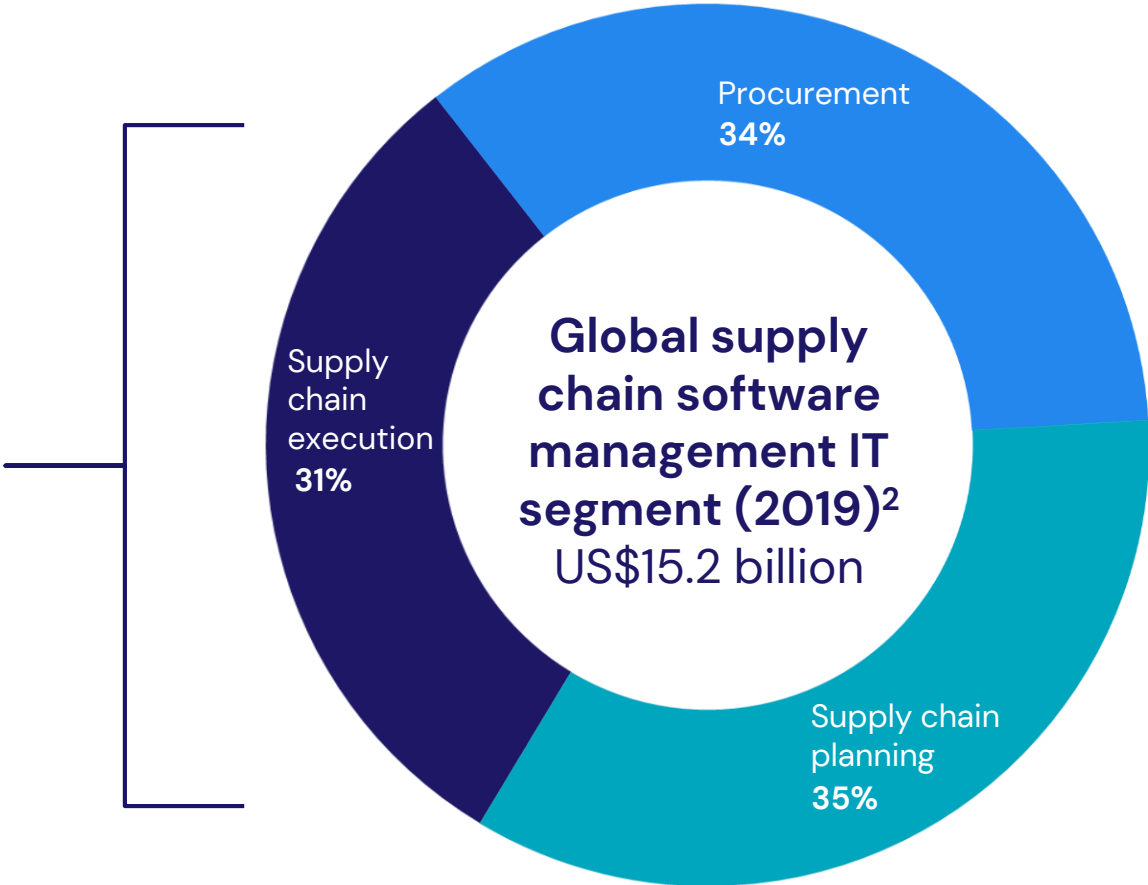 Procurement
34%
Supply
chain
execution
31%
Global supply
chain software
management IT
segment (2019)²
US$15.2 billion
Supply chain
planning
35%